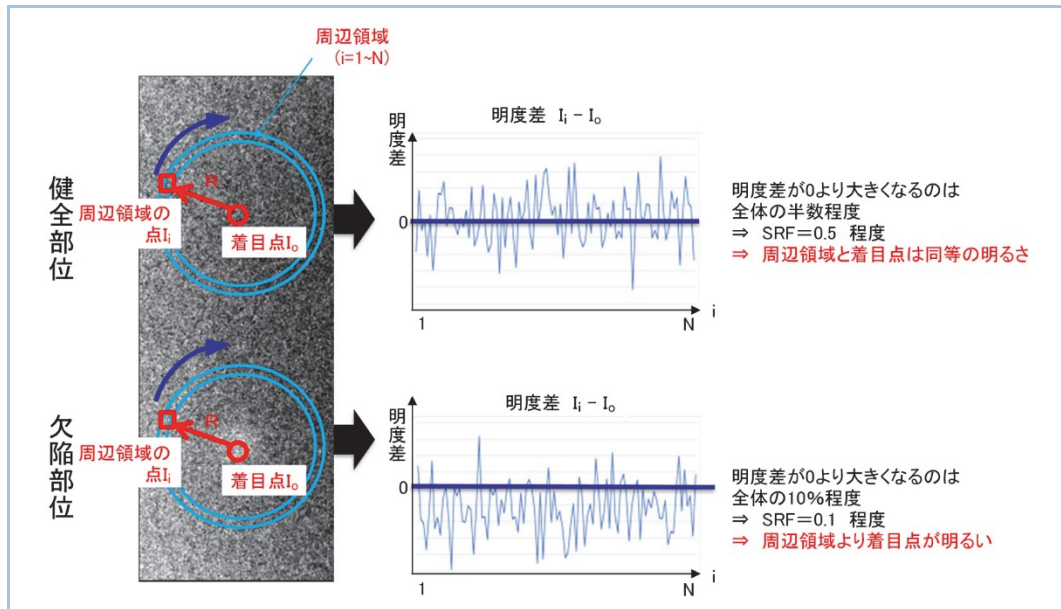 周辺領域
(i=1~N)
健全部位
R
周辺領域の
点Iᵢ
着目点Iₒ
明度差 Iᵢ − Iₒ
明度差
0
1
N
i
明度差が0より大きくなるのは
全体の半数程度
⇒ SRF=0.5 程度
⇒ 周辺領域と着目点は同等の明るさ
欠陥部位
R
周辺領域の
点Iᵢ
着目点Iₒ
明度差 Iᵢ − Iₒ
明度差
0
1
N
i
明度差が0より大きくなるのは
全体の10%程度
⇒ SRF=0.1 程度
⇒ 周辺領域より着目点が明るい